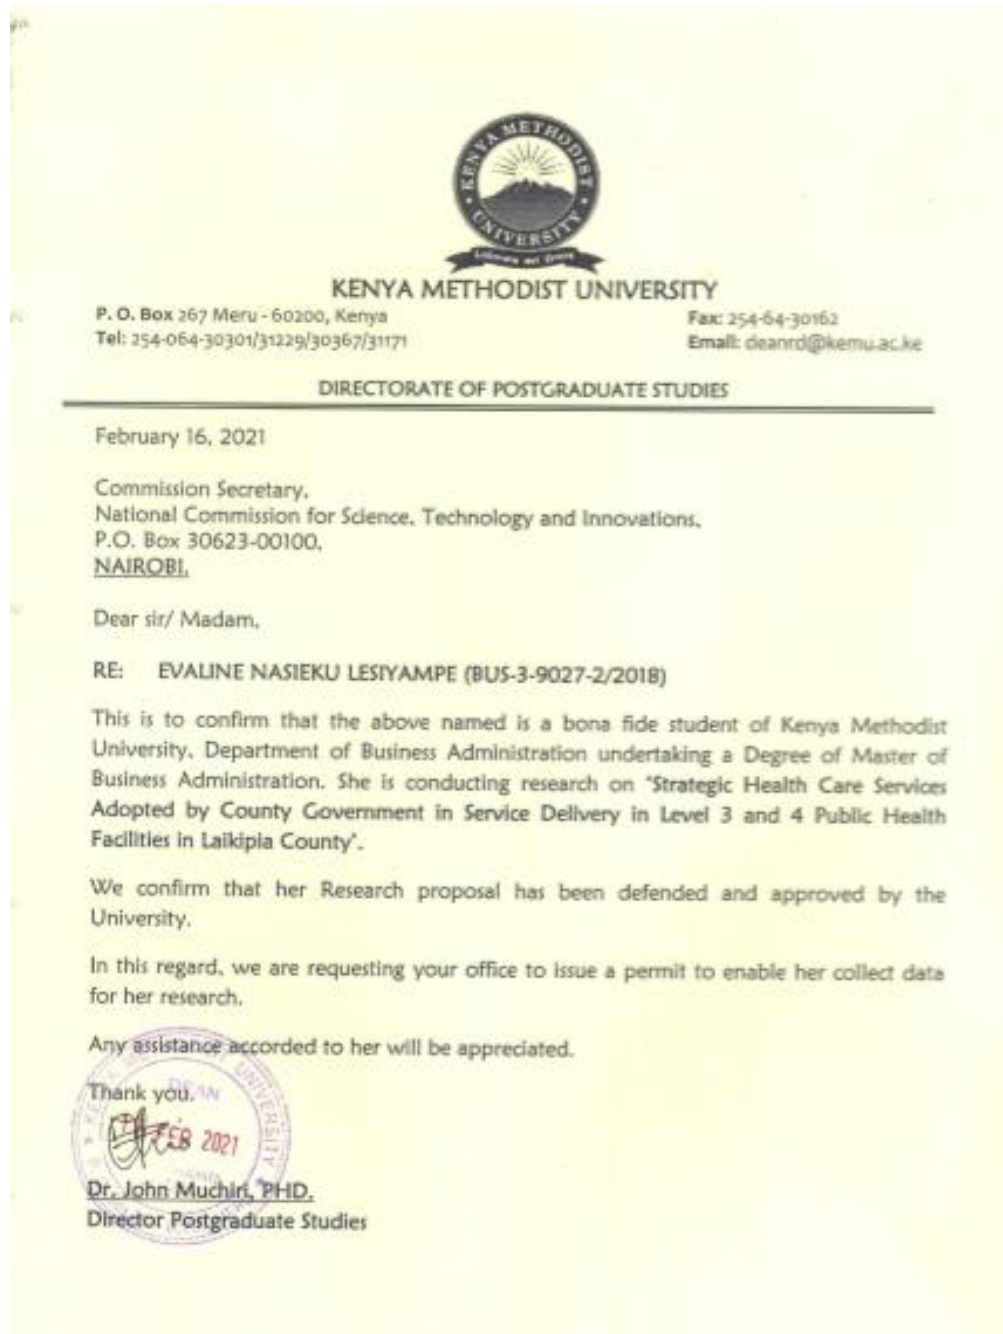 KENYA METHODIST
UNIVERSITY
KENYA METHODIST UNIVERSITY
P. O. Box 267 Meru - 60200, Kenya
Fax: 254-64-30162
Tel: 254-064-30301/31229/30367/31171
Email: deanrd@kemu.ac.ke
DIRECTORATE OF POSTGRADUATE STUDIES
February 16, 2021
Commission Secretary,
National Commission for Science, Technology and Innovations,
P.O. Box 30623-00100,
NAIROBI.
Dear sir/ Madam,
RE: EVALINE NASIEKU LESIYAMPE (BUS-3-9027-2/2018)
This is to confirm that the above named is a bona fide student of Kenya Methodist
University, Department of Business Administration undertaking a Degree of Master of
Business Administration. She is conducting research on "Strategic Health Care Services
Adopted by County Government in Service Delivery in Level 3 and 4 Public Health
Facilities in Laikipia County".
We confirm that her Research proposal has been defended and approved by the
University.
In this regard, we are requesting your office to issue a permit to enable her collect data
for her research.
Any assistance accorded to her will be appreciated.
Thank you.
DEAN
FEB 2021
UNIVERSITY
Dr. John Muchiri, PHD.
Director Postgraduate Studies